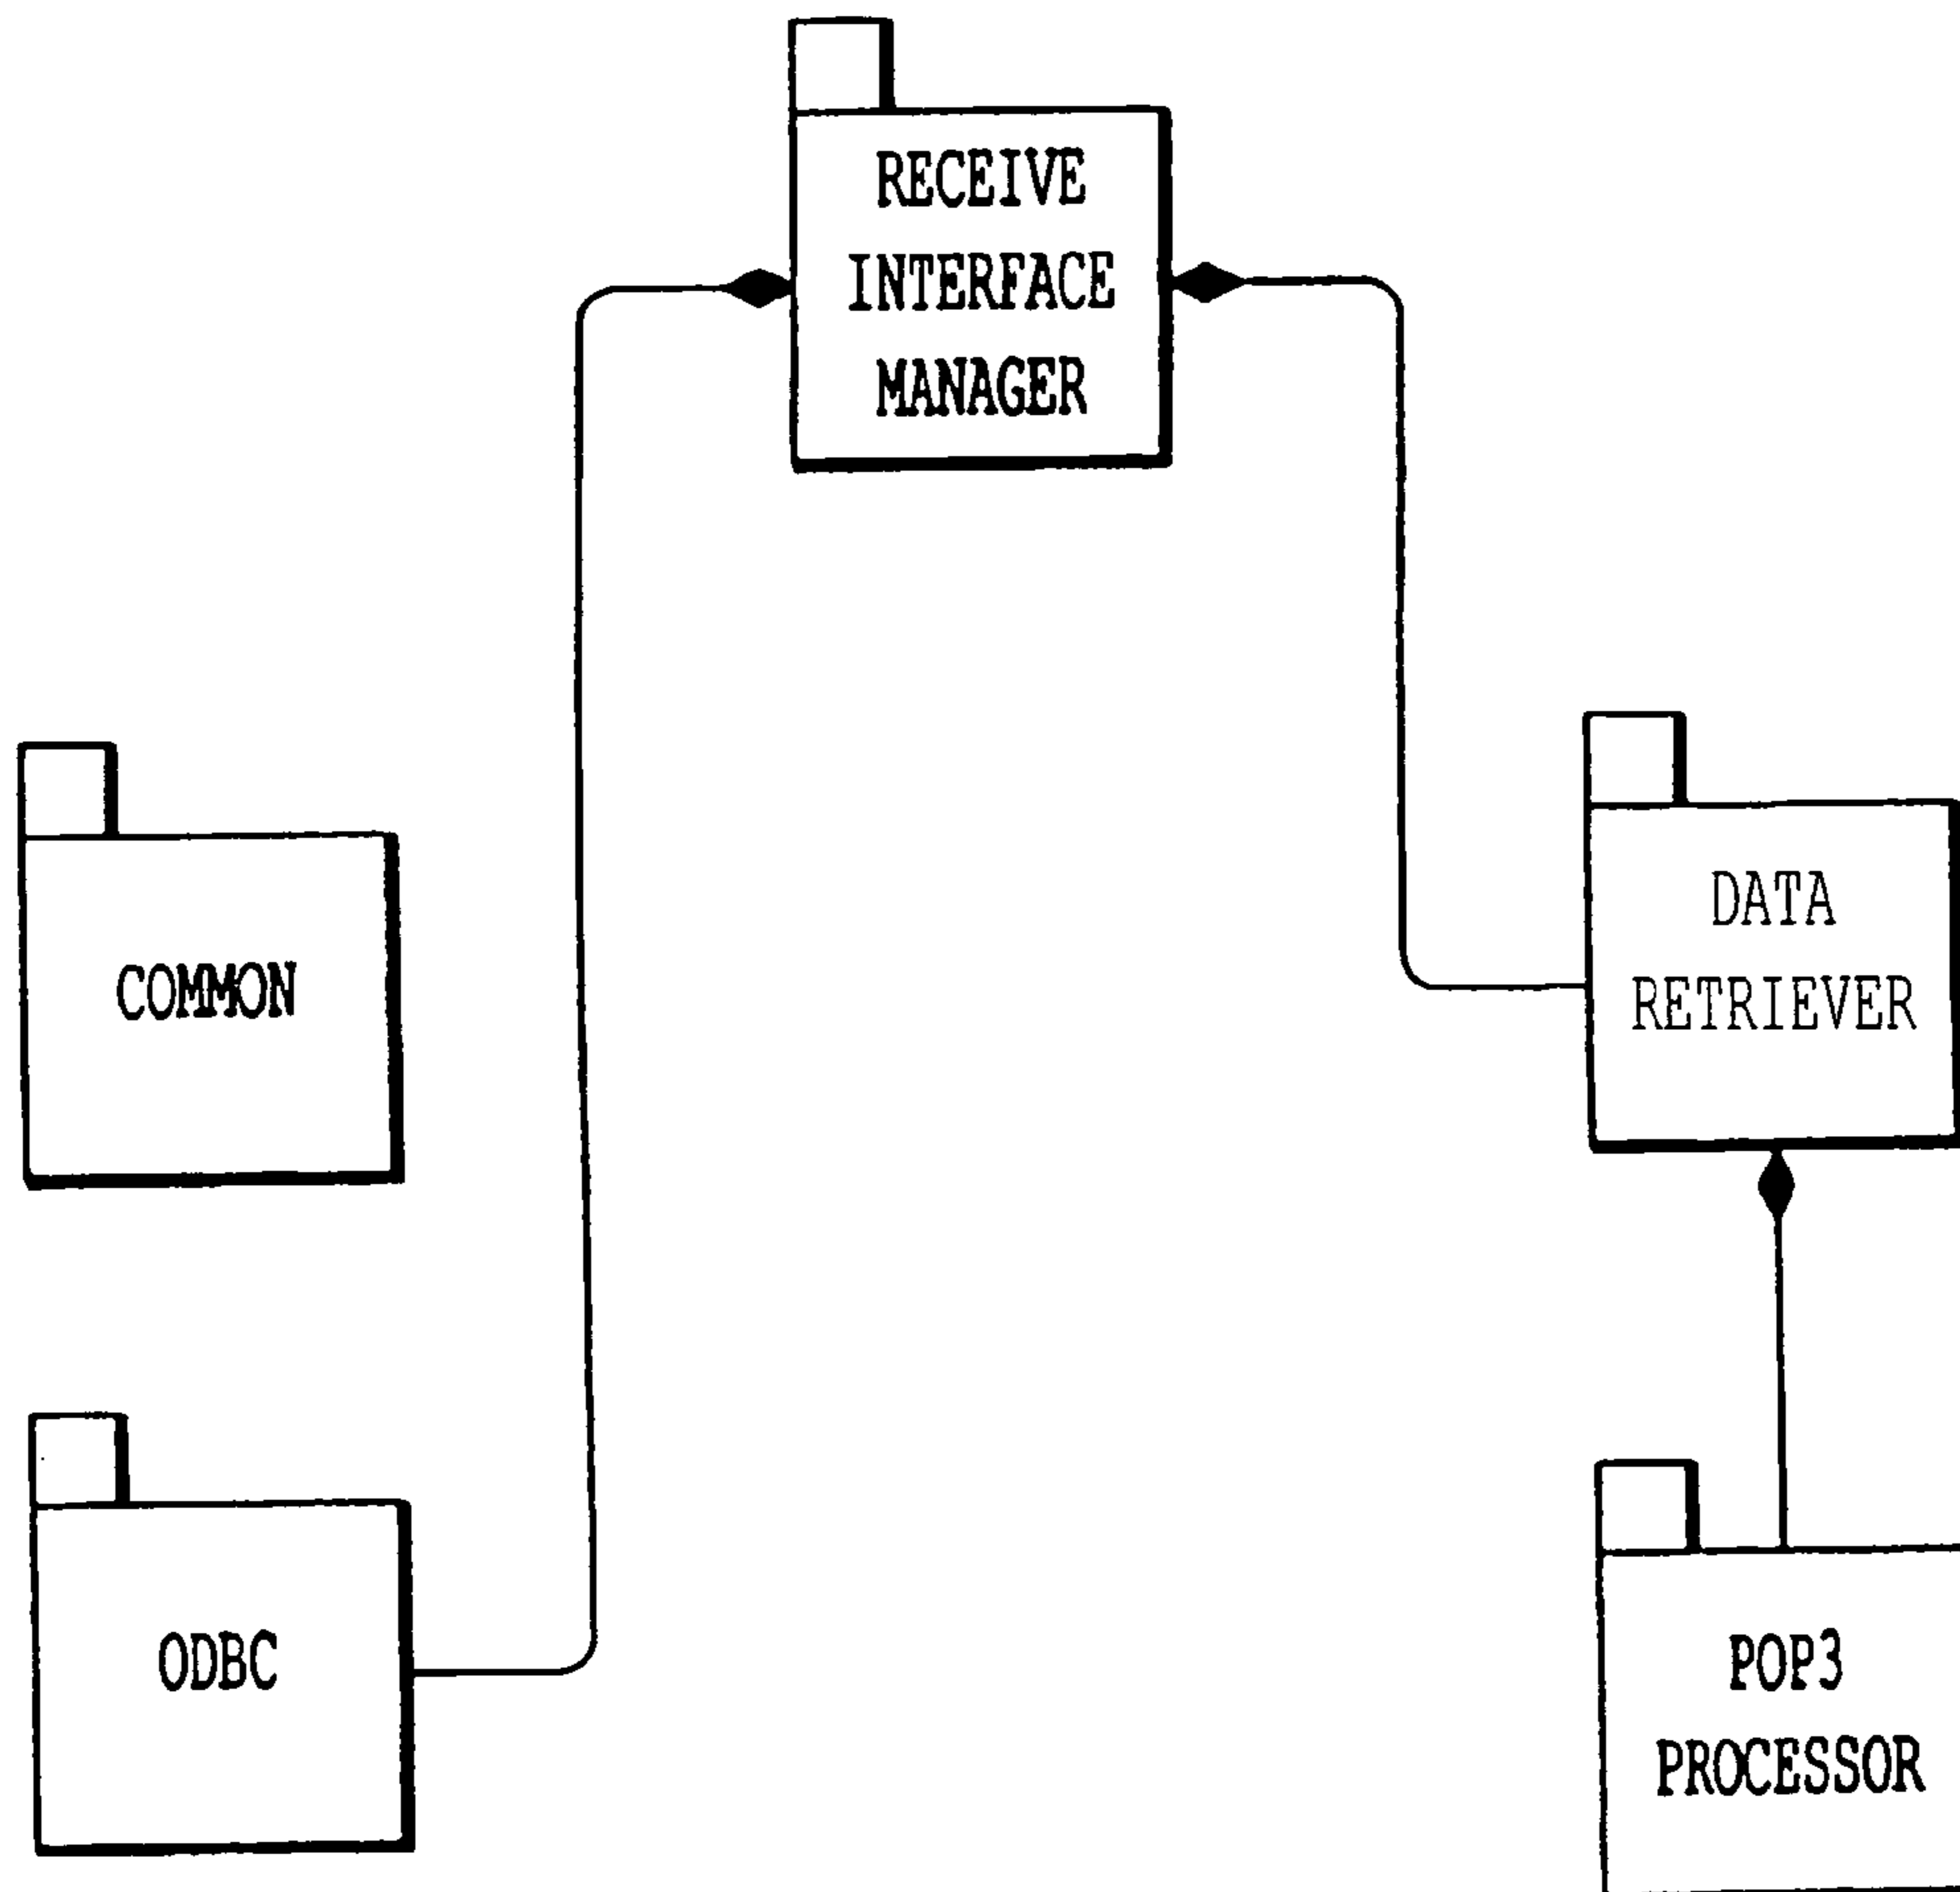 RECEIVE
INTERFACE
MANAGER
COMMON
DATA
RETRIEVER
ODBC
POP3
PROCESSOR